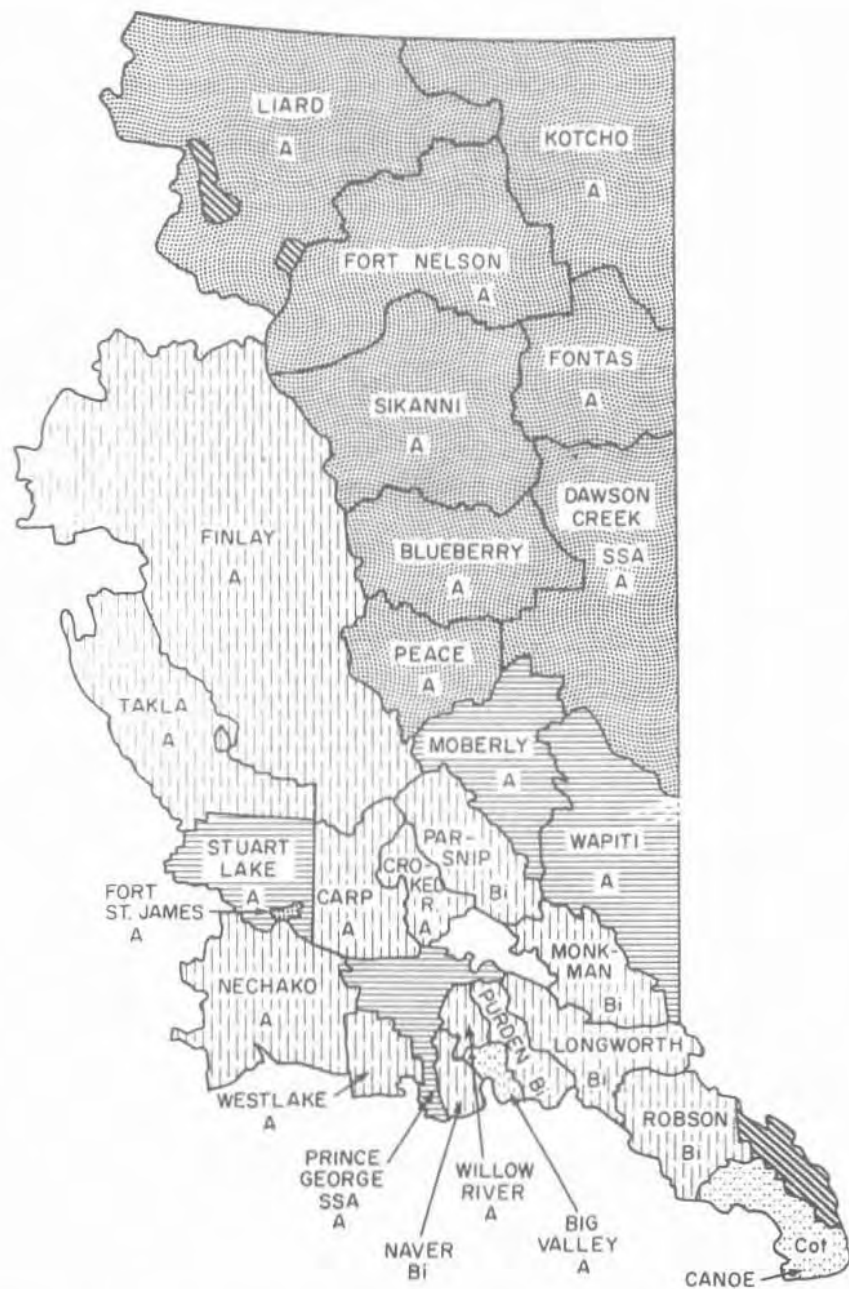 LIARD
A
KOTCHO
A
FORT NELSON
A
FONTAS
A
SIKANNI
A
DAWSON
CREEK
SSA
A
FINLAY
A
BLUEBERRY
A
PEACE
A
TAKLA
A
MOBERLY
A
STUART
LAKE
A
PAR-
SNIP
Bi
WAPITI
A
CRO-
OKED
R.
A
CARP
A
FORT
ST. JAMES
A
MONK-
MAN
Bi
NECHAKO
A
PURDEN
Bi
LONGWORTH
Bi
WESTLAKE
A
ROBSON
Bi
PRINCE
GEORGE
SSA
A
WILLOW
RIVER
A
NAVER
Bi
BIG
VALLEY
A
Cot
CANOE